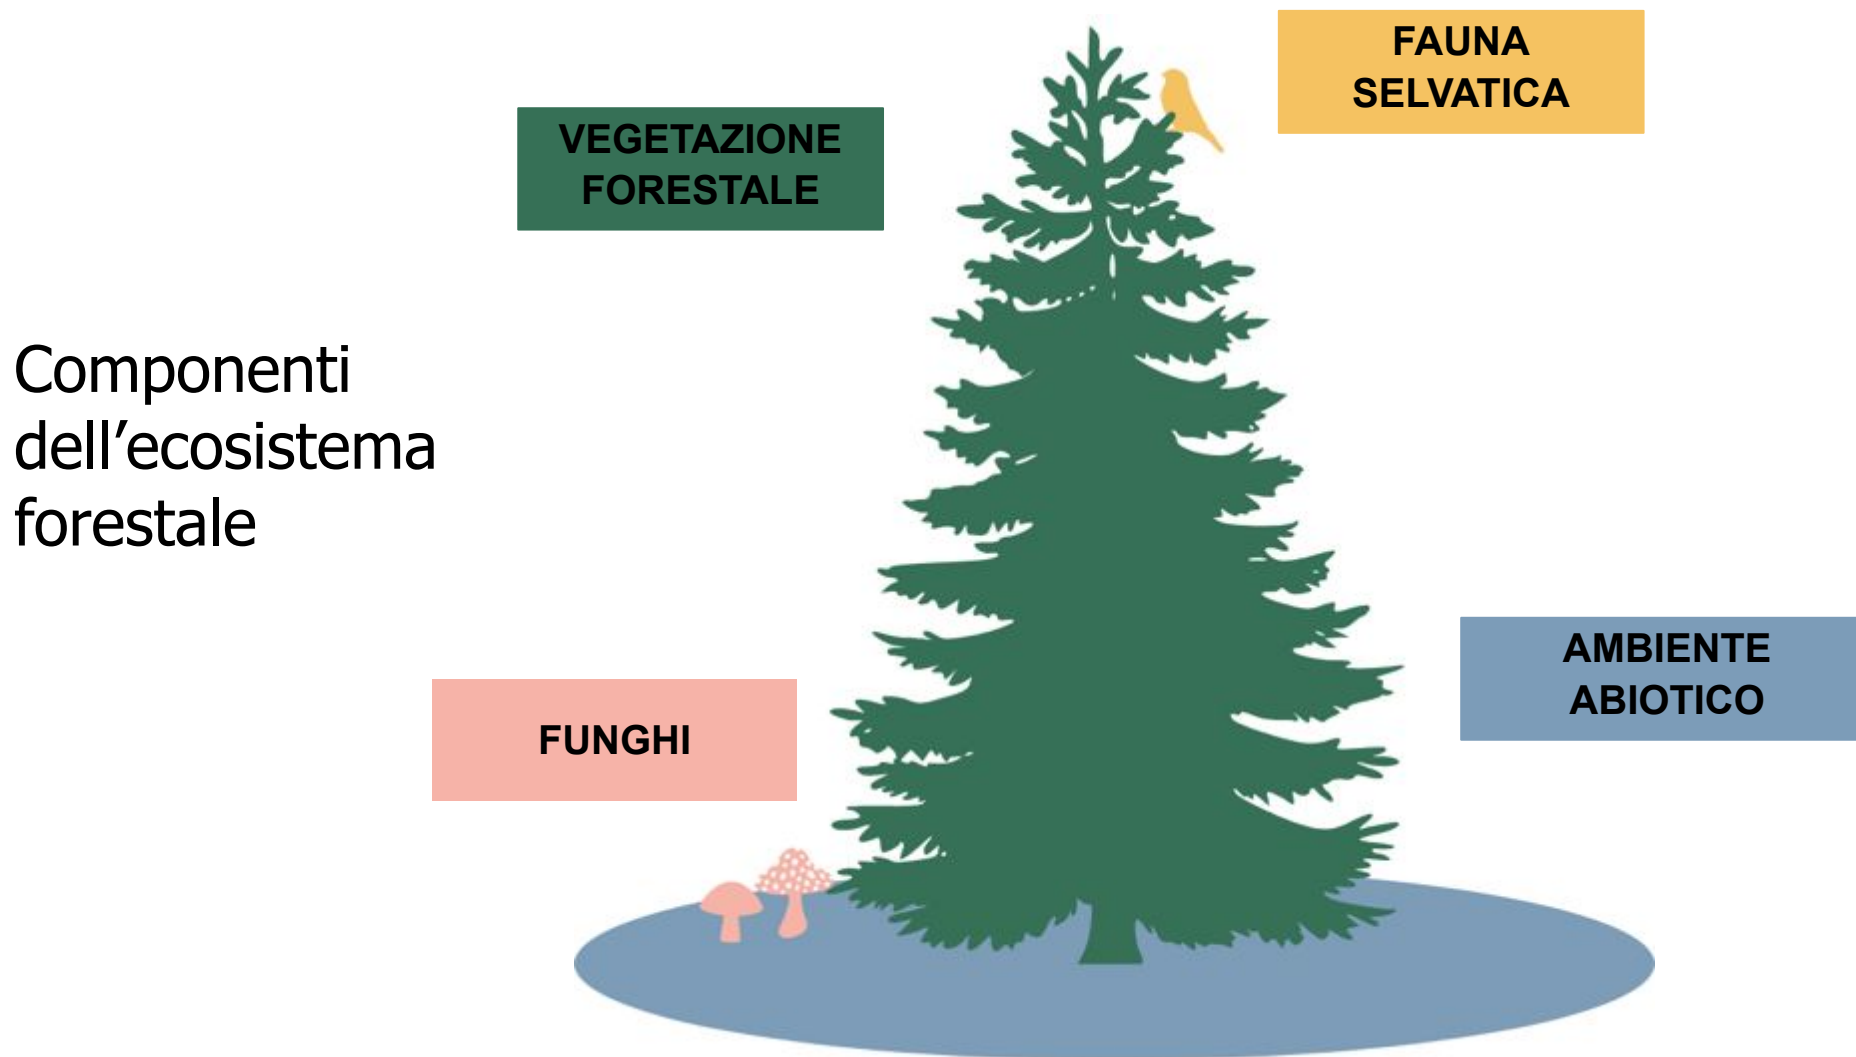 FAUNA
SELVATICA
VEGETAZIONE
FORESTALE
Componenti
dell’ecosistema
forestale
AMBIENTE
ABIOTICO
FUNGHI